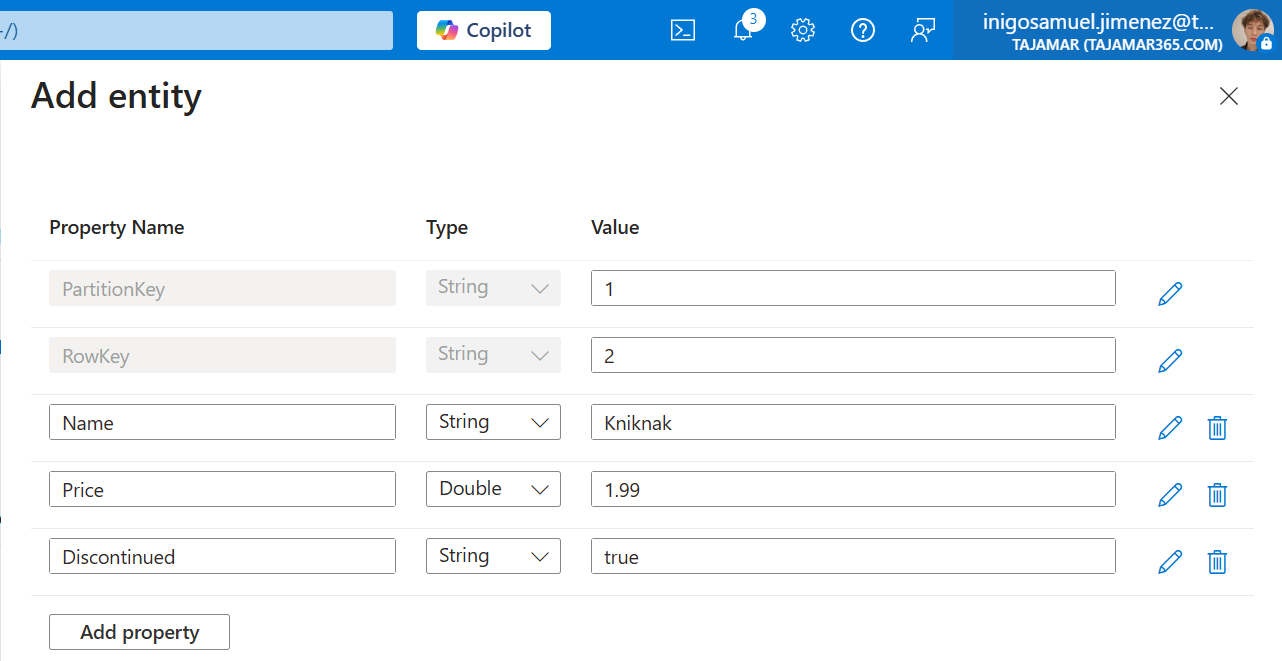 -/)
Copilot
3
inigosamuel.jimenez@t...
TAJAMAR (TAJAMAR365.COM)
Add entity
Property Name Type Value
PartitionKey String 1
RowKey String 2
Name String Kniknak
Price Double 1.99
Discontinued String true
Add property